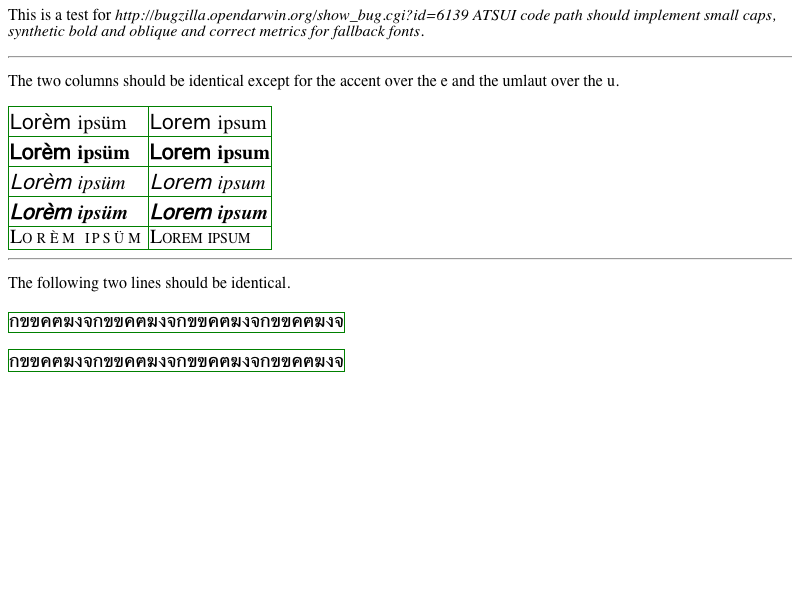 This is a test for http://bugzilla.opendarwin.org/show_bug.cgi?id=6139 ATSUI code path should implement small caps,
synthetic bold and oblique and correct metrics for fallback fonts.
The two columns should be identical except for the accent over the e and the umlaut over the u.
Lorèm ipsüm Lorem ipsum
Lorèm ipsüm Lorem ipsum
Lorèm ipsüm Lorem ipsum
Lorèm ipsüm Lorem ipsum
LORÈM IPSÜM LOREM IPSUM
The following two lines should be identical.
กขฃคฅฆงจกขฃคฅฆงจกขฃคฅฆงจกขฃคฅฆงจ
กขฃคฅฆงจกขฃคฅฆงจกขฃคฅฆงจกขฃคฅฆงจ